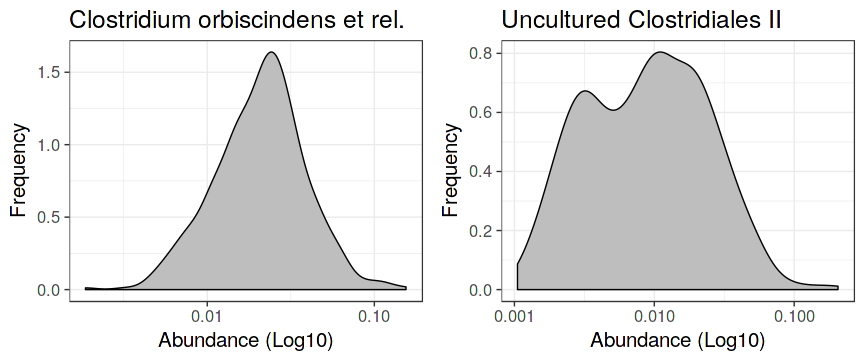 Clostridium orbiscindens et rel.
Frequency
1.5
1.0
0.5
0.0
0.01
0.10
Abundance (Log10)
Uncultured Clostridiales II
Frequency
0.8
0.6
0.4
0.2
0.0
0.001
0.010
0.100
Abundance (Log10)